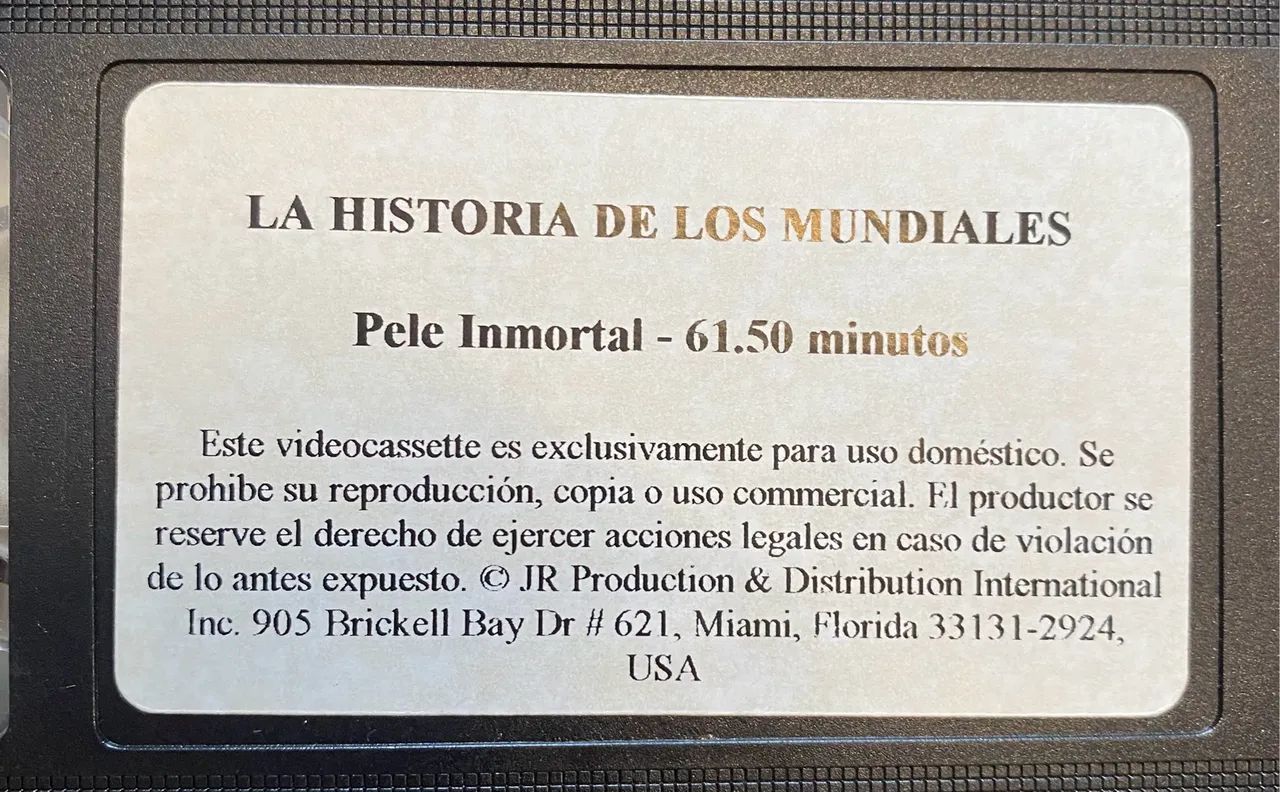 LA HISTORIA DE LOS MUNDIALES
Pele Inmortal - 61.50 minutos
Este videocassette es exclusivamente para uso doméstico. Se
prohibe su reproducción, copia o uso commercial. El productor se
reserve el derecho de ejercer acciones legales en caso de violación
de lo antes expuesto. © JR Production & Distribution International
Inc. 905 Brickell Bay Dr # 621, Miami, Florida 33131-2924,
USA